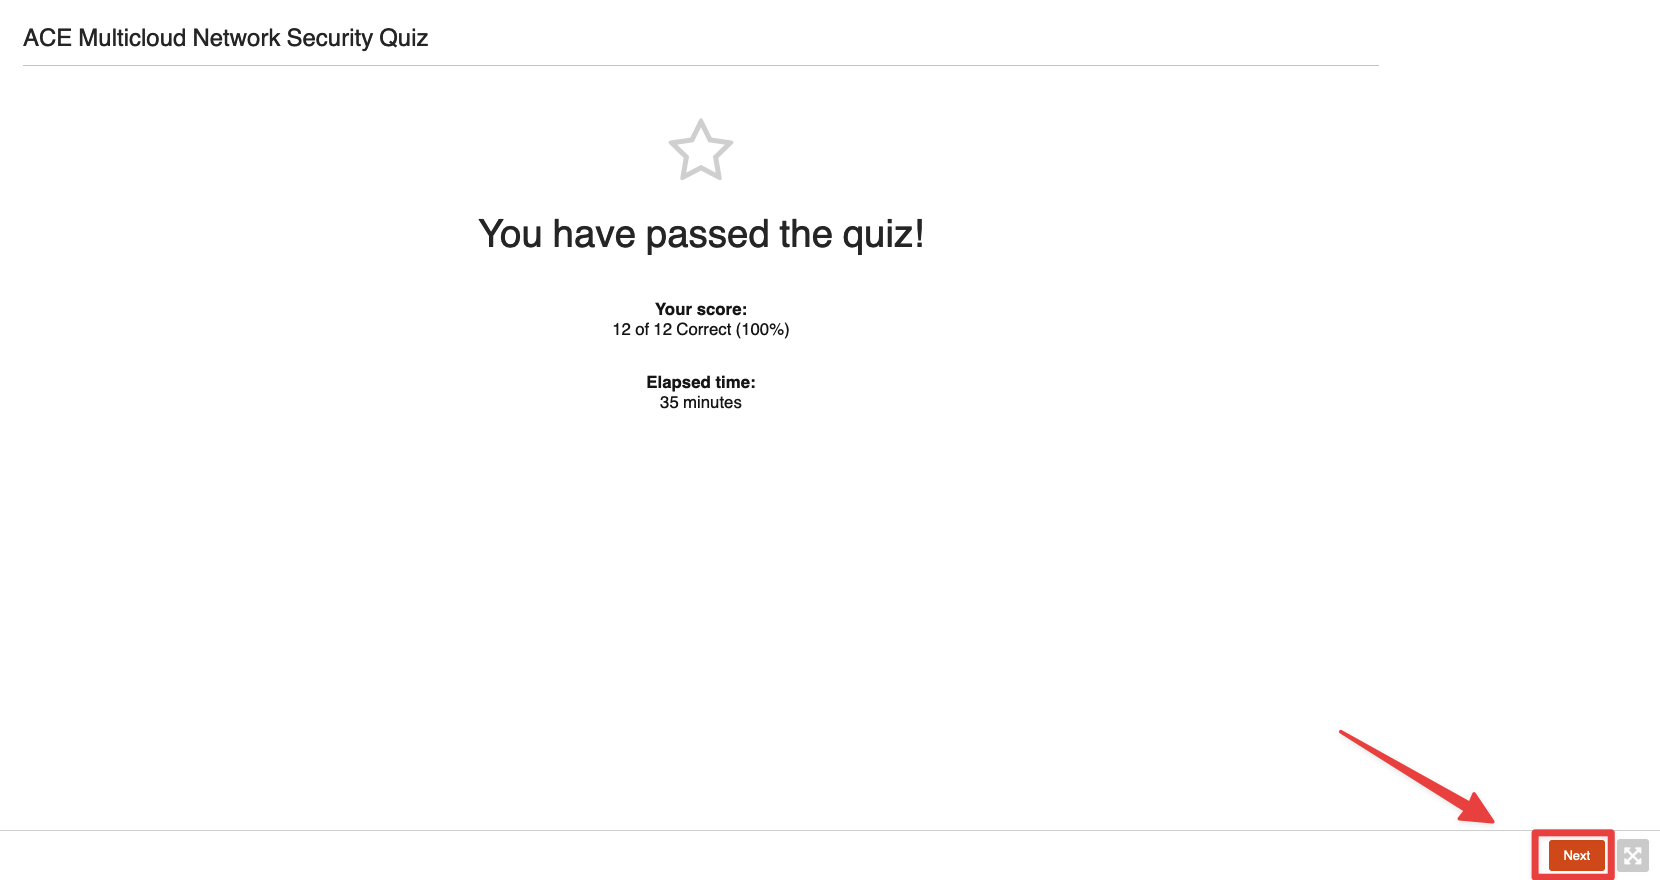 ACE Multicloud Network Security Quiz
You have passed the quiz!
Your score:
12 of 12 Correct (100%)
Elapsed time:
35 minutes
Next